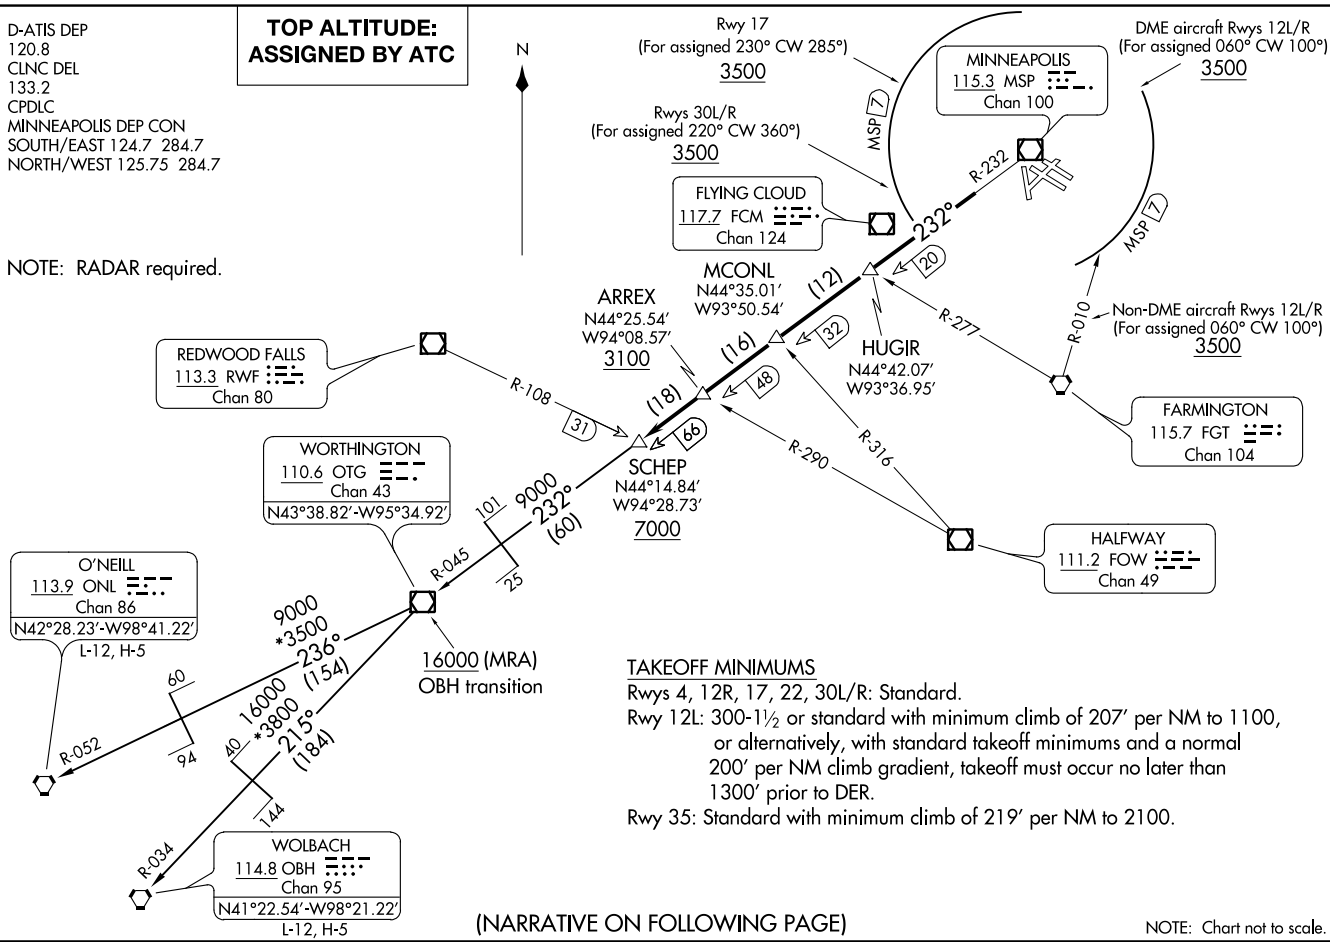 D-ATIS DEP
120.8
CLNC DEL
133.2
CPDLC
MINNEAPOLIS DEP CON
SOUTH/EAST 124.7 284.7
NORTH/WEST 125.75 284.7
TOP ALTITUDE:
ASSIGNED BY ATC
N
NOTE: RADAR required.
Rwy 17
(For assigned 230° CW 285°)
3500
Rwys 30L/R
(For assigned 220° CW 360°)
3500
MSP 7
MINNEAPOLIS
115.3 MSP
Chan 100
DME aircraft Rwys 12L/R
(For assigned 060° CW 100°)
3500
MSP 7
R-232
232°
FLYING CLOUD
117.7 FCM
Chan 124
20
HUGIR
N44°42.07'
W93°36.95'
(12)
MCONL
N44°35.01'
W93°50.54'
32
(16)
ARREX
N44°25.54'
W94°08.57'
3100
48
(18)
66
SCHEP
N44°14.84'
W94°28.73'
7000
R-277
R-010
Non-DME aircraft Rwys 12L/R
(For assigned 060° CW 100°)
3500
FARMINGTON
115.7 FGT
Chan 104
R-316
R-290
HALFWAY
111.2 FOW
Chan 49
REDWOOD FALLS
113.3 RWF
Chan 80
R-108
31
WORTHINGTON
110.6 OTG
Chan 43
N43°38.82'-W95°34.92'
9000
232°
(60)
101
25
R-045
16000 (MRA)
OBH transition
O'NEILL
113.9 ONL
Chan 86
N42°28.23'-W98°41.22'
L-12, H-5
9000
*3500
236°
(154)
60
94
R-052
16000
*3800
215°
(184)
40
144
R-034
WOLBACH
114.8 OBH
Chan 95
N41°22.54'-W98°21.22'
L-12, H-5
TAKEOFF MINIMUMS
Rwys 4, 12R, 17, 22, 30L/R: Standard.
Rwy 12L: 300-1½ or standard with minimum climb of 207' per NM to 1100,
or alternatively, with standard takeoff minimums and a normal
200' per NM climb gradient, takeoff must occur no later than
1300' prior to DER.
Rwy 35: Standard with minimum climb of 219' per NM to 2100.
(NARRATIVE ON FOLLOWING PAGE)
NOTE: Chart not to scale.